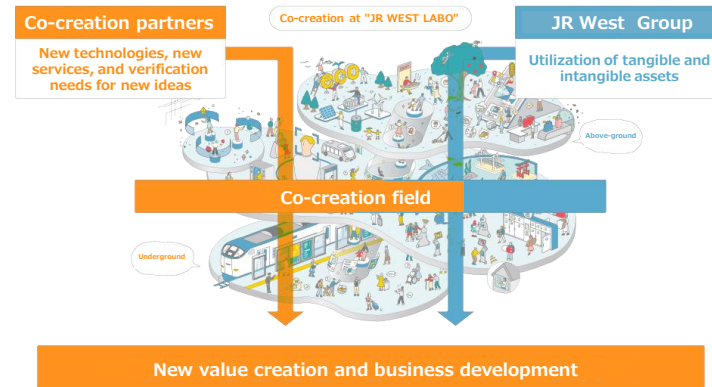 Co-creation partners
New technologies, new
services, and verification
needs for new ideas
Co-creation at "JR WEST LABO"
JR West Group
Utilization of tangible and
intangible assets
Above-ground
Co-creation field
Underground
New value creation and business development